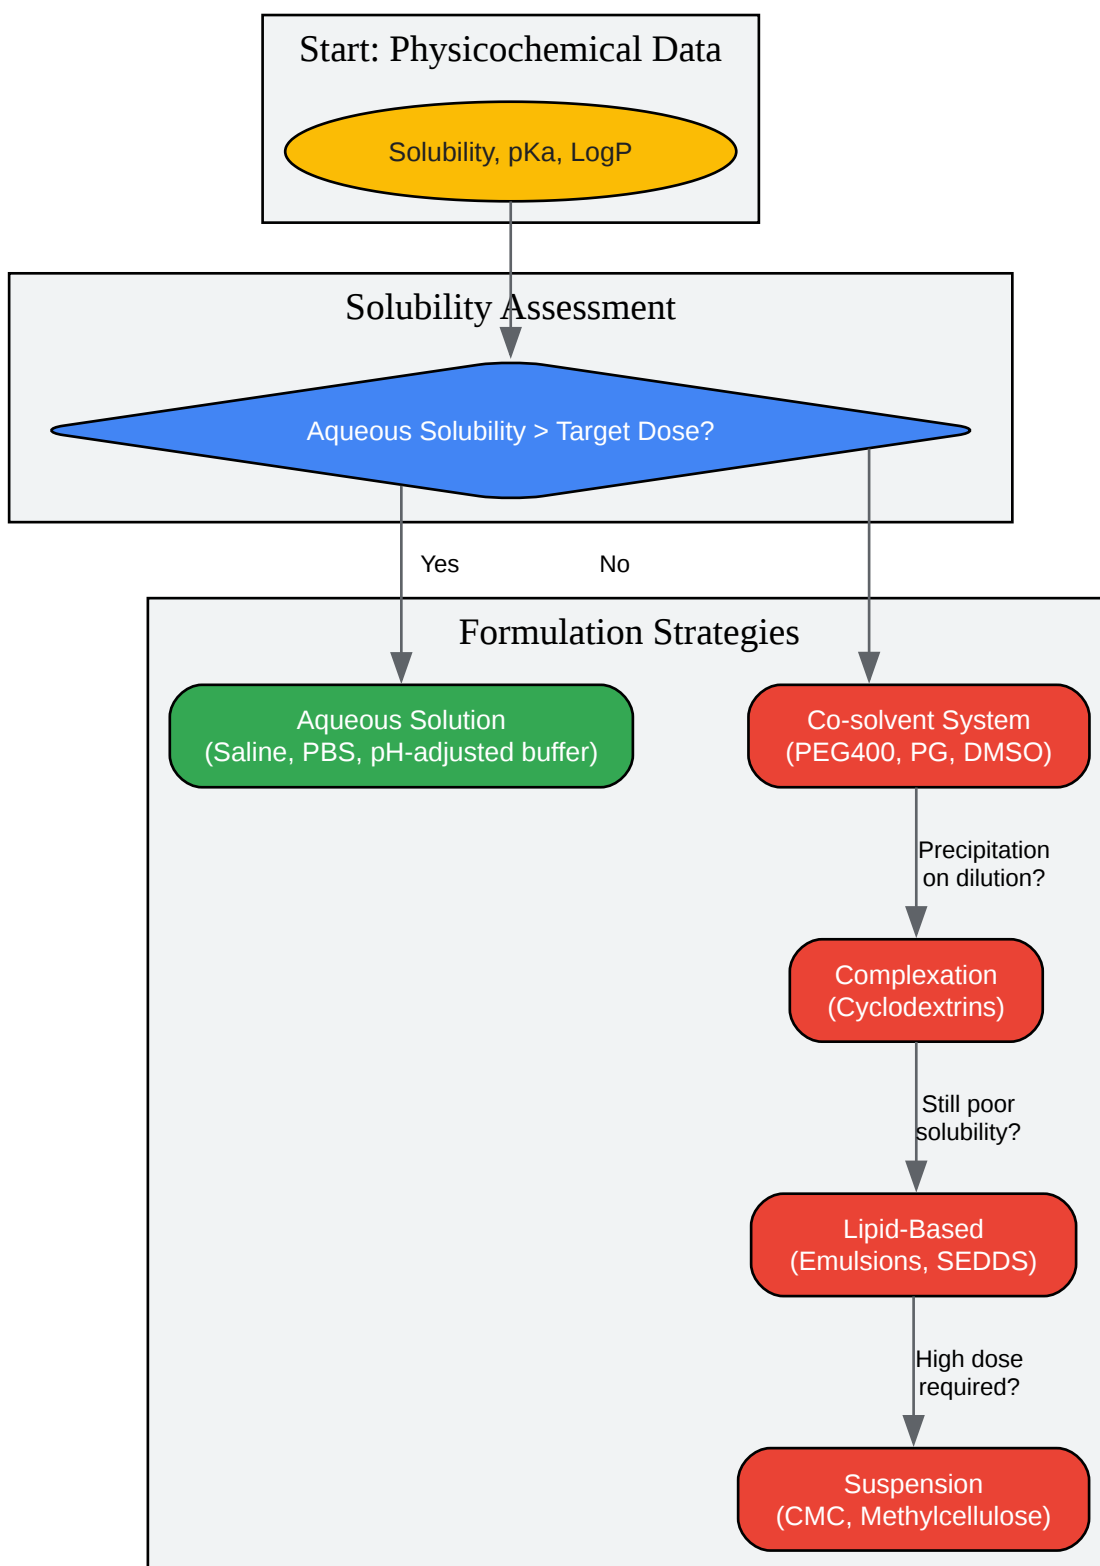 Start: Physicochemical Data
Solubility, pKa, LogP
Solubility Assessment
Aqueous Solubility > Target Dose?
Yes
No
Formulation Strategies
Aqueous Solution
(Saline, PBS, pH-adjusted buffer)
Co-solvent System
(PEG400, PG, DMSO)
Precipitation
on dilution?
Complexation
(Cyclodextrins)
Still poor
solubility?
Lipid-Based
(Emulsions, SEDDS)
High dose
required?
Suspension
(CMC, Methylcellulose)